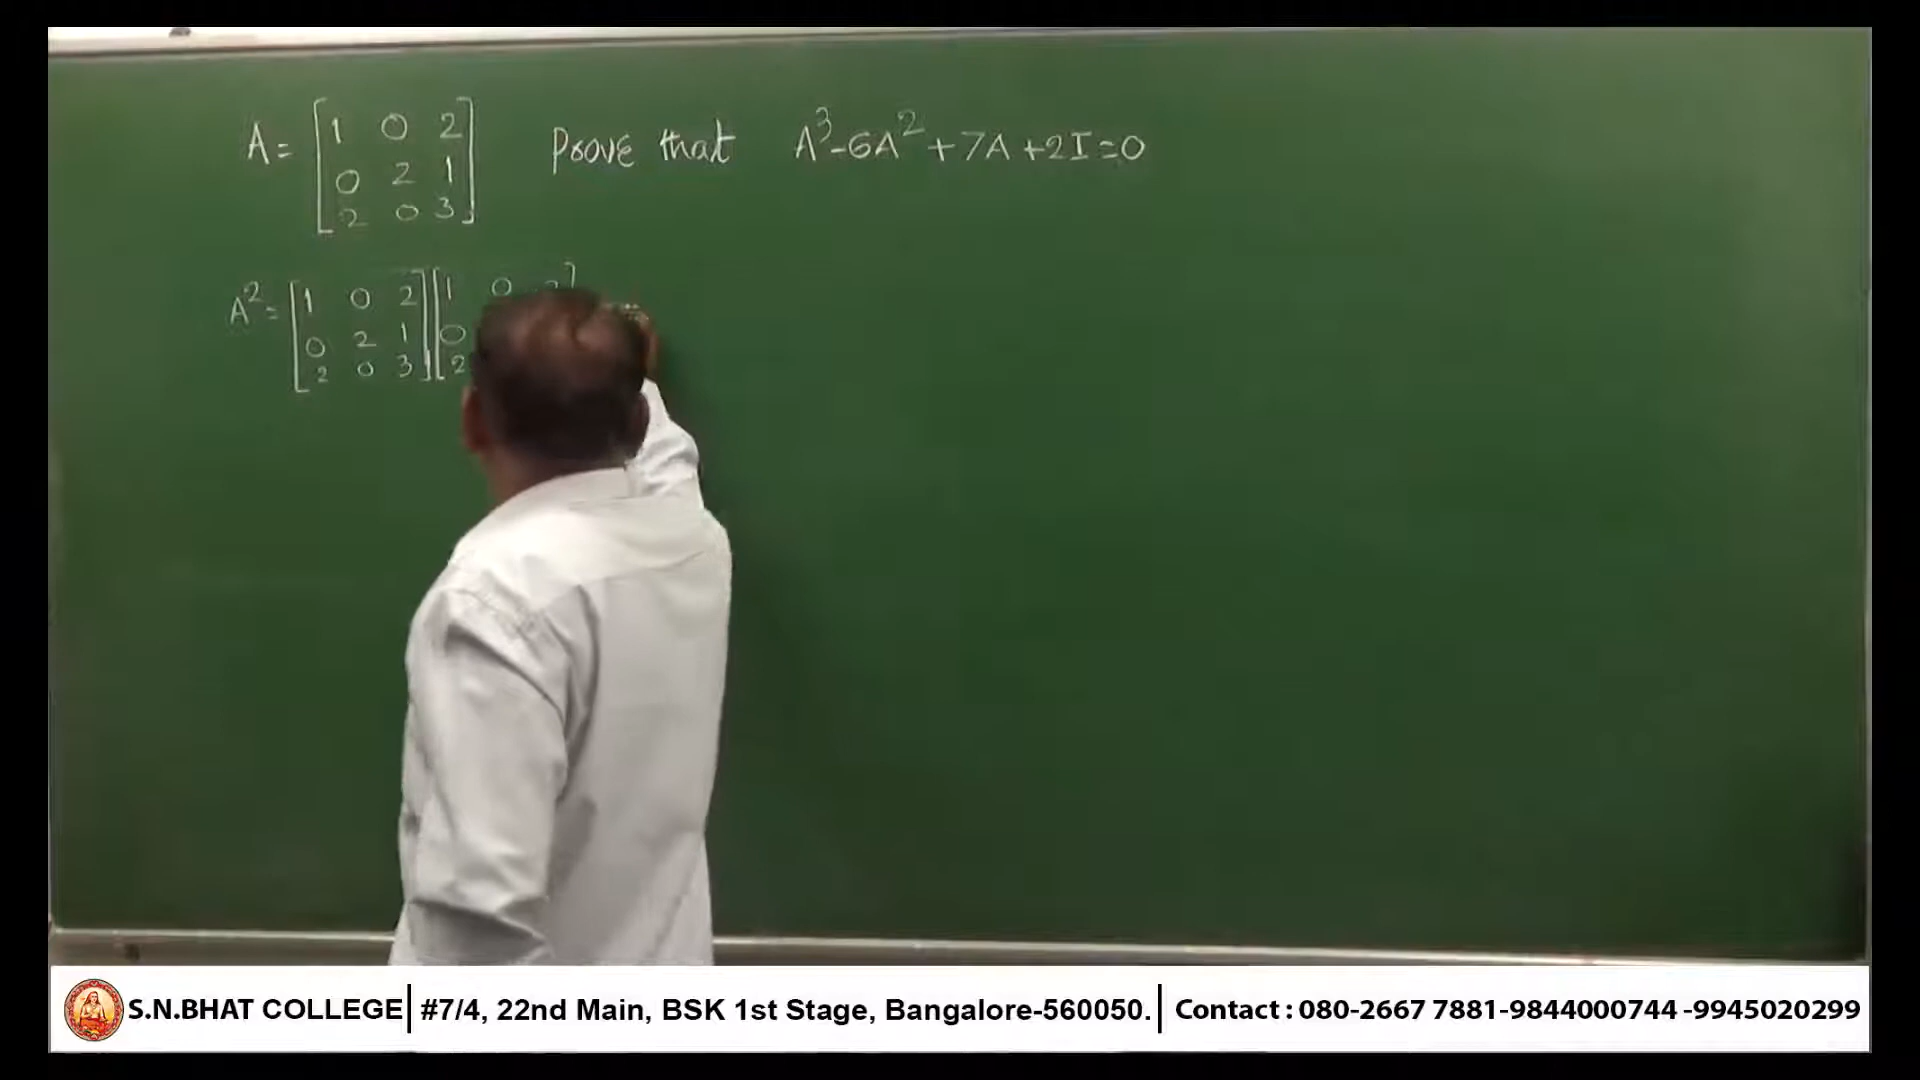 A= [1 0 2 Prove that A³-6A²+7A+2I=0
0 2 1
2 0 3]
A²= [1 0 2] [1 0
0 2 1 0
2 0 3 2
S.N.BHAT COLLEGE | #7/4, 22nd Main, BSK 1st Stage, Bangalore-560050. | Contact : 080-2667 7881-9844000744 -9945020299